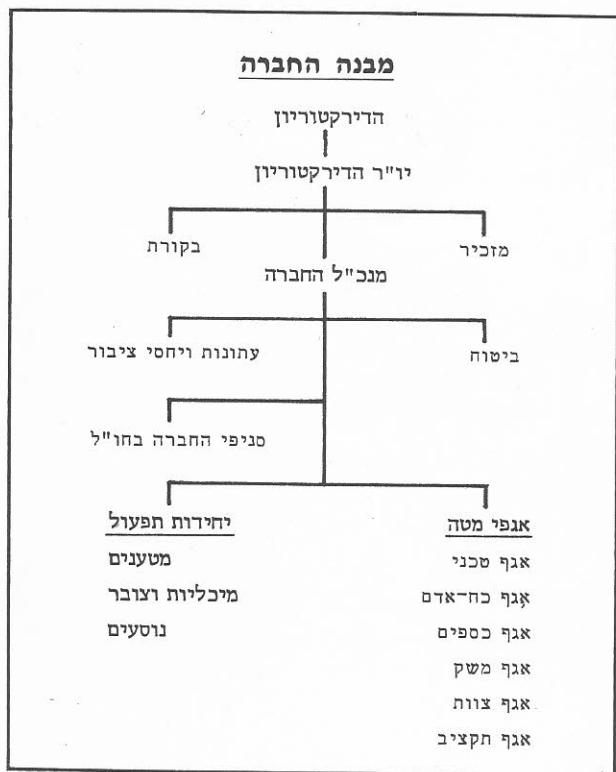 מבנה החברה
הדירקטוריון
יו"ר הדירקטוריון
מזכיר
בקורת
מנכ"ל החברה
ביטוח
עתונות ויחסי ציבור
סניפי החברה בחו"ל
אגפי מטה
אגף טכני
אגף כח-אדם
אגף כספים
אגף משק
אגף צוות
אגף תקציב
יחידות תפעול
מטענים
מיכליות וצובר
נוסעים